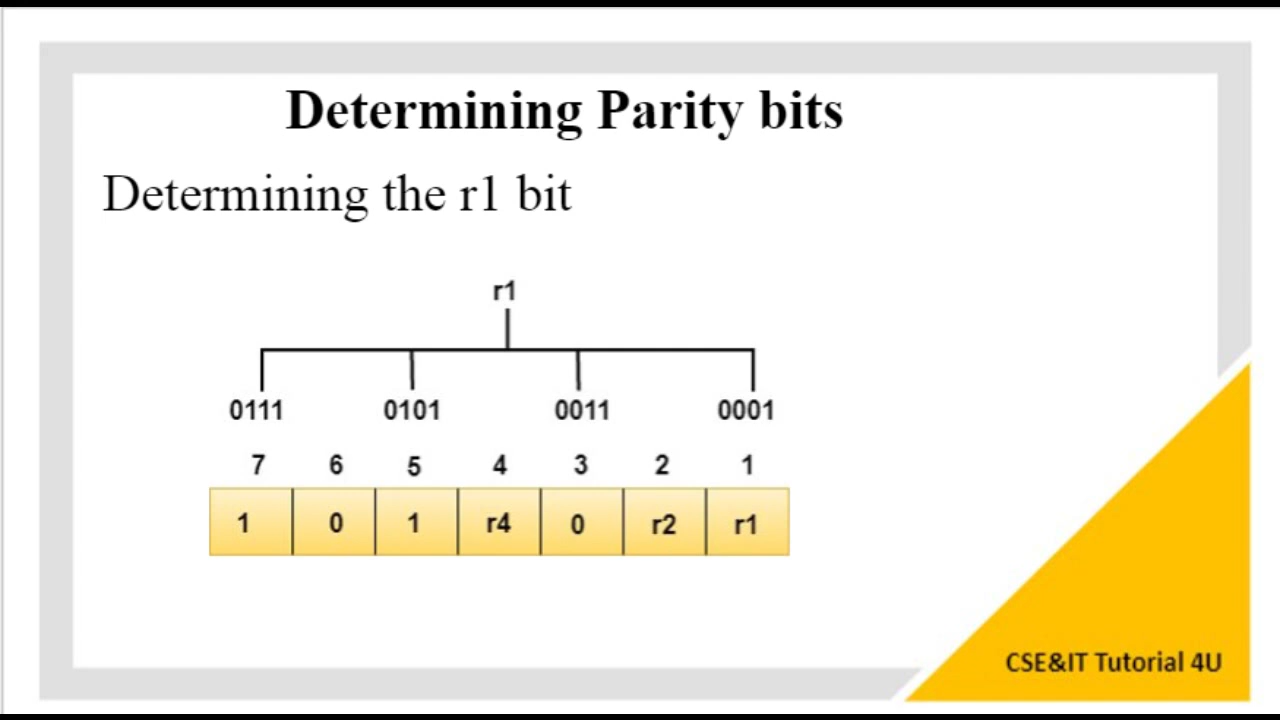 Determining Parity bits
Determining the r1 bit
r1
0111 0101 0011 0001
7 6 5 4 3 2 1
1 0 1 r4 0 r2 r1
CSE&IT Tutorial 4U